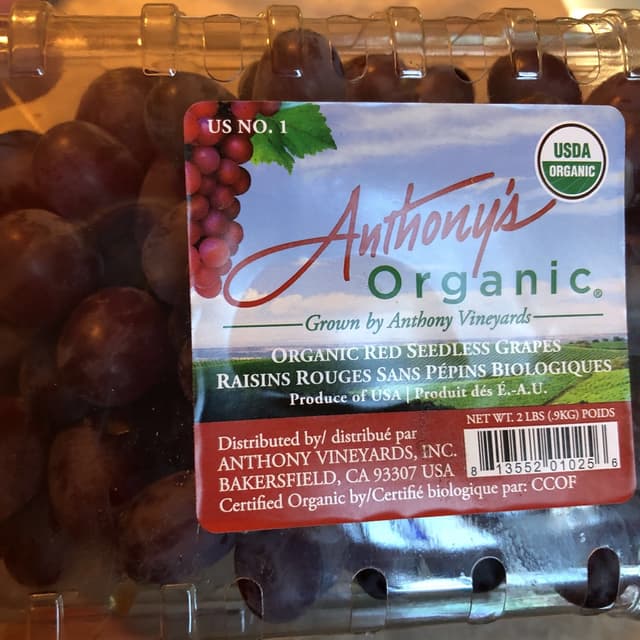 US NO. 1
USDA
ORGANIC
Anthony's
Organic®
Grown by Anthony Vineyards
ORGANIC RED SEEDLESS GRAPES
RAISINS ROUGES SANS PÉPINS BIOLOGIQUES
Produce of USA | Produit dés É.-A.U.
NET WT. 2 LBS (.9KG) POIDS
Distributed by/ distribué par
ANTHONY VINEYARDS, INC.
BAKERSFIELD, CA 93307 USA
Certified Organic by/Certifié biologique par: CCOF
8 13552 01025 6